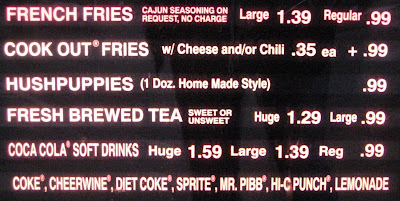 FRENCH FRIES CAJUN SEASONING ON REQUEST, NO CHARGE Large 1.39 Regular .99
COOK OUT® FRIES w/ Cheese and/or Chili .35 ea + .99
HUSHPUPPIES (1 Doz. Home Made Style) .99
FRESH BREWED TEA SWEET OR UNSWEET Huge 1.29 Large .99
COCA COLA® SOFT DRINKS Huge 1.59 Large 1.39 Reg .99
COKE®, CHEERWINE®, DIET COKE®, SPRITE®, MR. PIBB®, HI-C PUNCH®, LEMONADE